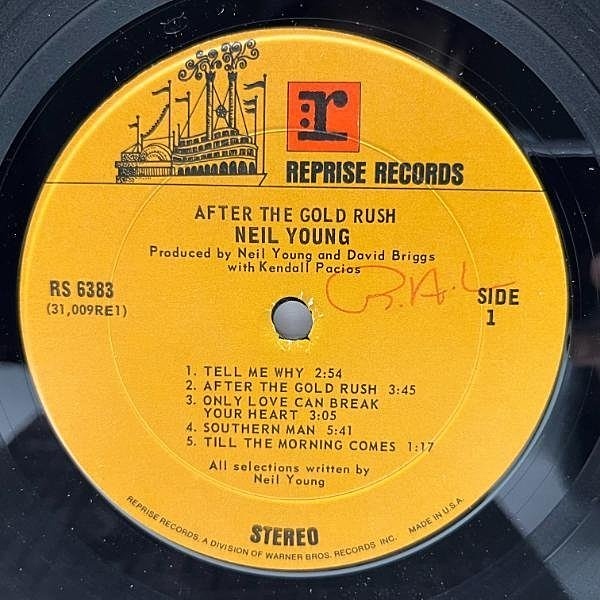 r
REPRISE RECORDS
AFTER THE GOLD RUSH
NEIL YOUNG
Produced by Neil Young and David Briggs
with Kendall Pacios
RS 6383
(31,009RE1)
SIDE
1
1. TELL ME WHY 2:54
2. AFTER THE GOLD RUSH 3:45
3. ONLY LOVE CAN BREAK
YOUR HEART 3:05
4. SOUTHERN MAN 5:41
5. TILL THE MORNING COMES 1:17
All selections written by
Neil Young
STEREO
REPRISE RECORDS, A DIVISION OF WARNER BROS. RECORDS INC. MADE IN U.S.A.